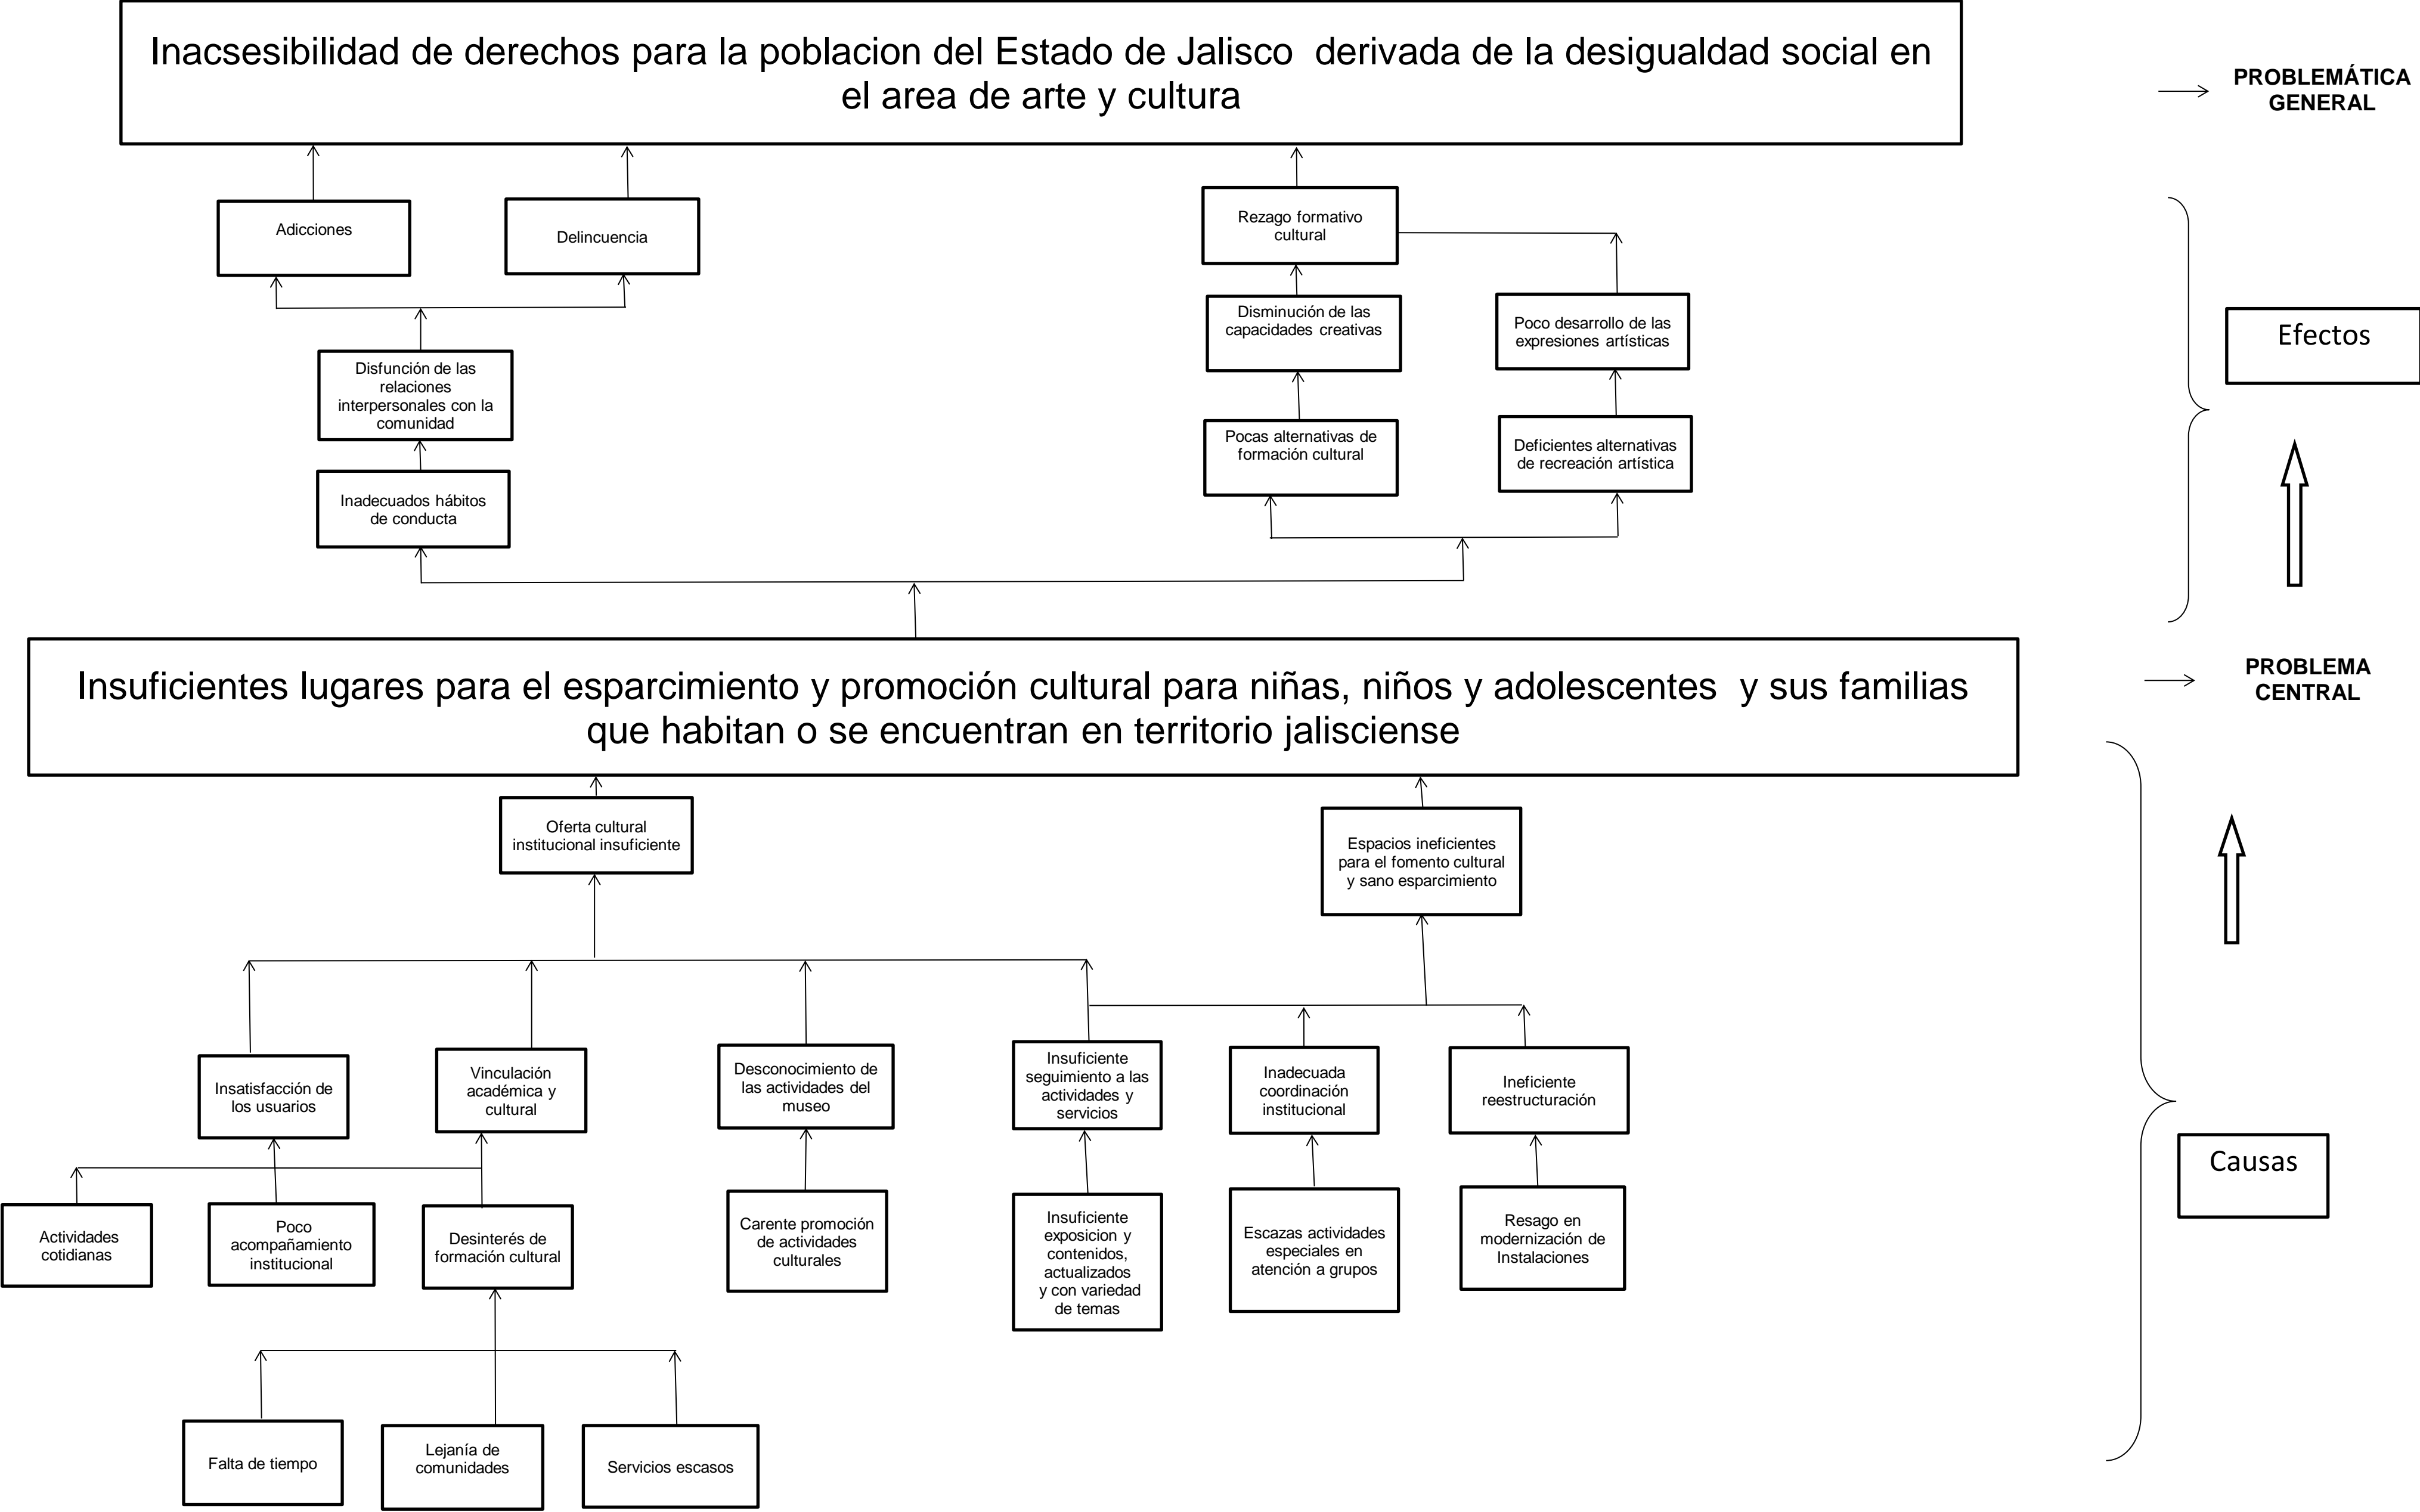 Inacsesibilidad de derechos para la poblacion del Estado de Jalisco  derivada de la desigualdad social en
el area de arte y cultura
PROBLEMÁTICA
GENERAL
Adicciones
Delincuencia
Rezago formativo
cultural
Disminución de las
capacidades creativas
Poco desarrollo de las
expresiones artísticas
Efectos
Disfunción de las
relaciones
interpersonales con la
comunidad
Pocas alternativas de
formación cultural
Deficientes alternativas
de recreación artística
Inadecuados hábitos
de conducta
Insuficientes lugares para el esparcimiento y promoción cultural para niñas, niños y adolescentes  y sus familias
que habitan o se encuentran en territorio jalisciense
PROBLEMA
CENTRAL
Oferta cultural
institucional insuficiente
Espacios ineficientes
para el fomento cultural
y sano esparcimiento
Insatisfacción de
los usuarios
Vinculación
académica y
cultural
Desconocimiento de
las actividades del
museo
Insuficiente
seguimiento a las
actividades y
servicios
Inadecuada
coordinación
institucional
Ineficiente
reestructuración
Causas
Actividades
cotidianas
Poco
acompañamiento
institucional
Desinterés de
formación cultural
Carente promoción
de actividades
culturales
Insuficiente
exposicion y
contenidos,
actualizados
y con variedad
de temas
Escazas actividades
especiales en
atención a grupos
Resago en
modernización de
Instalaciones
Falta de tiempo
Lejanía de
comunidades
Servicios escasos